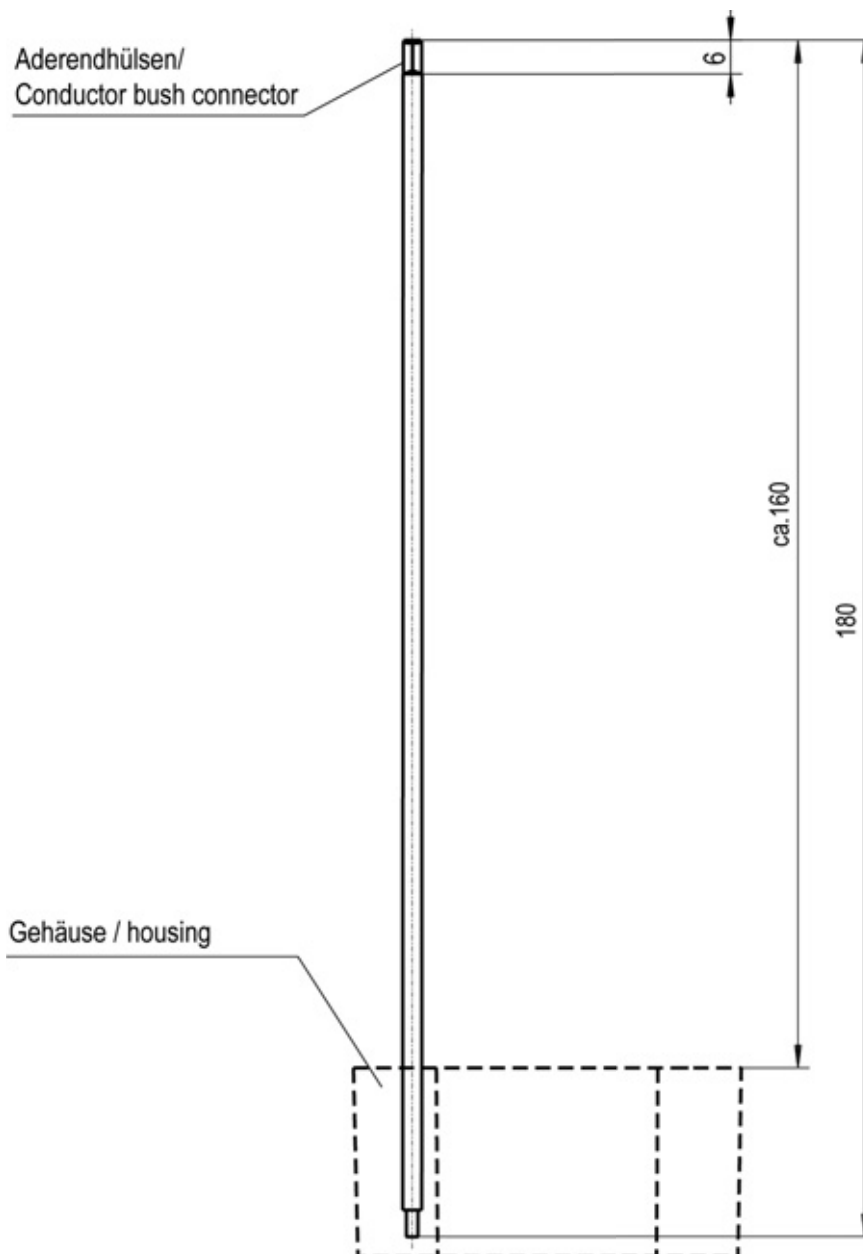 Aderendhülsen/
Conductor bush connector
6
ca.160
180
Gehäuse / housing